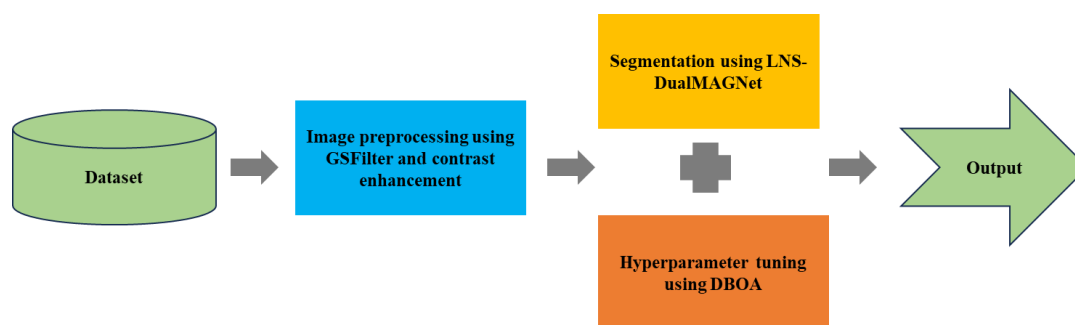 Dataset
Image preprocessing using
GSFilter and contrast
enhancement
Segmentation using LNS-
DualMAGNet
Hyperparameter tuning
using DBOA
Output